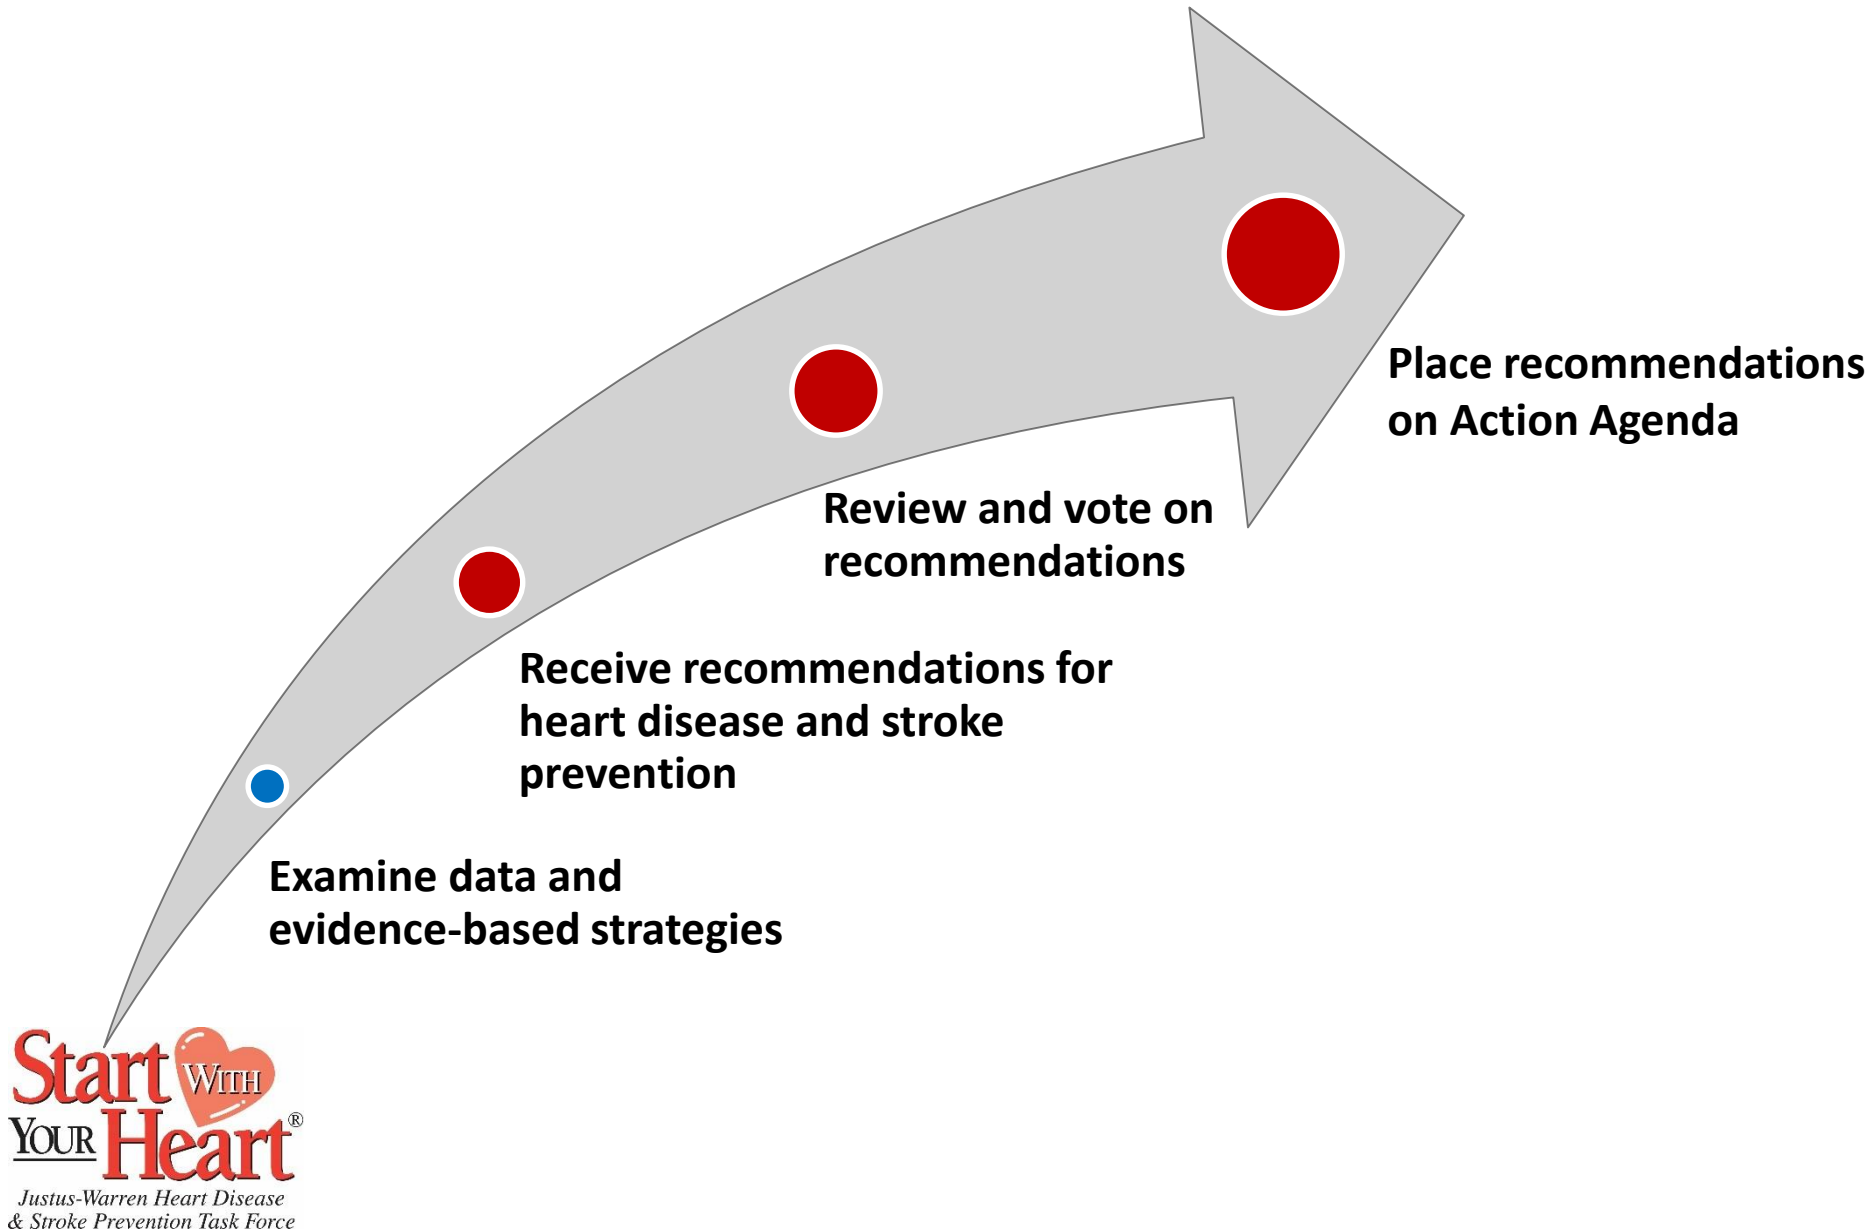 Place recommendations
on Action Agenda
Review and vote on
recommendations
Receive recommendations for
heart disease and stroke
prevention
Examine data and
evidence-based strategies
Start WITH
YOUR Heart®
Justus-Warren Heart Disease
& Stroke Prevention Task Force